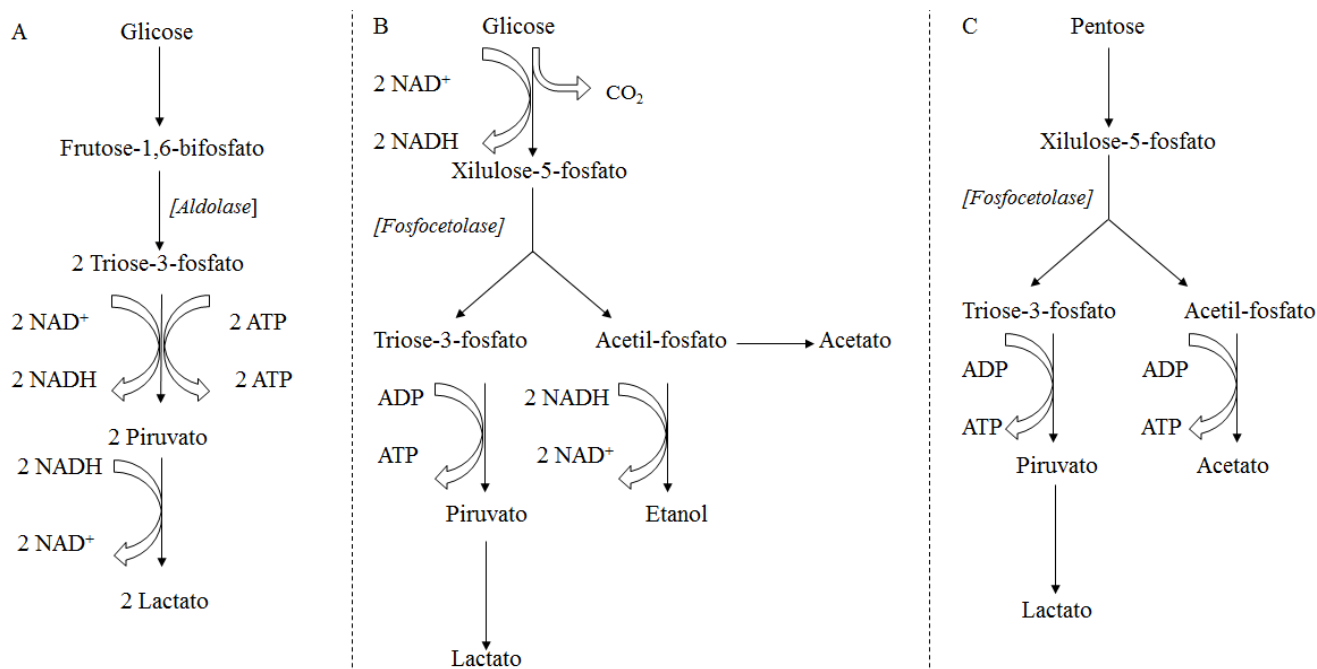 A
Glicose
Frutose-1,6-bifosfato
[Aldolase]
2 Triose-3-fosfato
2 NAD⁺
2 ATP
2 NADH
2 ATP
2 Piruvato
2 NADH
2 NAD⁺
2 Lactato
B
Glicose
2 NAD⁺
CO₂
2 NADH
Xilulose-5-fosfato
[Fosfocetolase]
Triose-3-fosfato
Acetil-fosfato
Acetato
ADP
2 NADH
ATP
2 NAD⁺
Piruvato
Etanol
Lactato
C
Pentose
Xilulose-5-fosfato
[Fosfocetolase]
Triose-3-fosfato
Acetil-fosfato
ADP
ADP
ATP
ATP
Piruvato
Acetato
Lactato